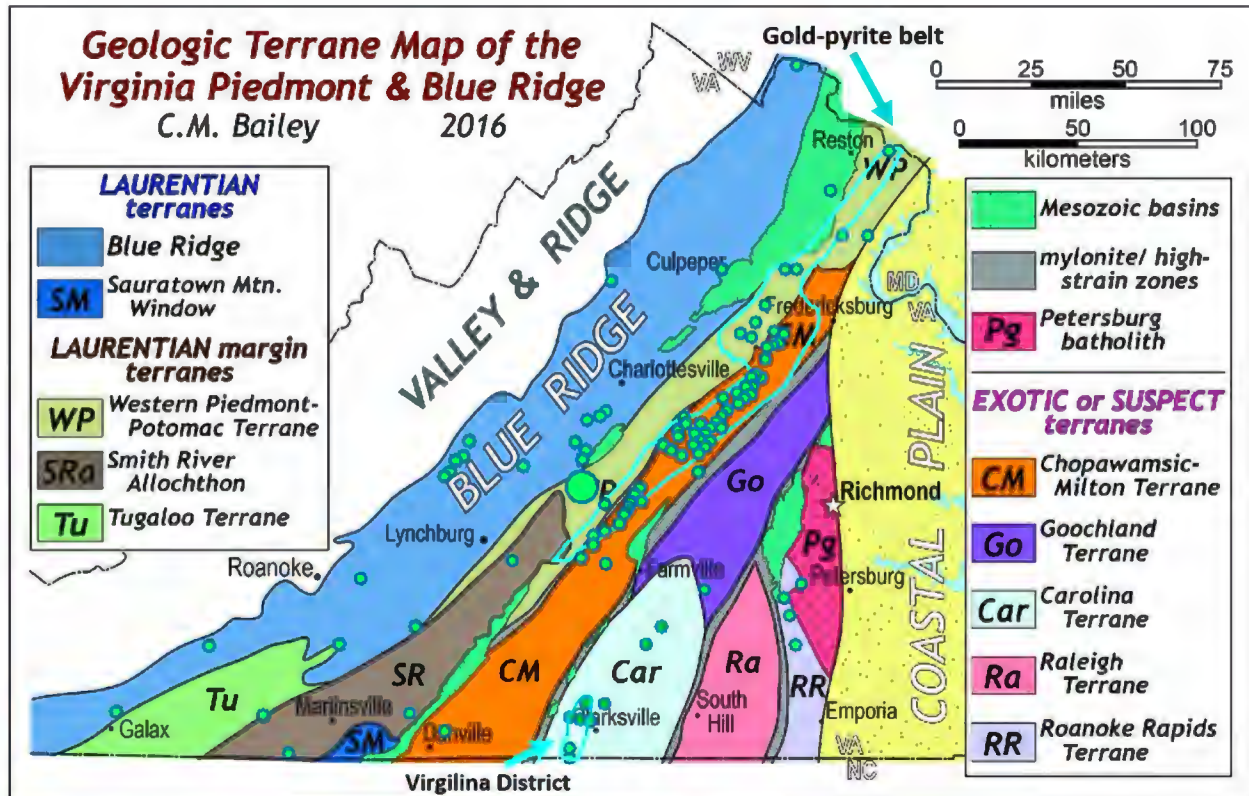 Geologic Terrane Map of the
Virginia Piedmont & Blue Ridge
C.M. Bailey 2016
Gold-pyrite belt
WV
VA
0 25 50 75
miles
0 50 100
kilometers
LAURENTIAN
terranes
Blue Ridge
SM Sauratown Mtn.
Window
LAURENTIAN margin
terranes
WP Western Piedmont-
Potomac Terrane
SRa Smith River
Allochthon
Tu Tugaloo Terrane
Mesozoic basins
mylonite/ high-
strain zones
Pg Petersburg
batholith
EXOTIC or SUSPECT
terranes
CM Chopawamsic-
Milton Terrane
Go Goochland
Terrane
Car Carolina
Terrane
Ra Raleigh
Terrane
RR Roanoke Rapids
Terrane
VALLEY & RIDGE
BLUE RIDGE
COASTAL PLAIN
Reston
WP
Culpeper
MD
VA
Fredericksburg
Charlottesville
Go
Richmond
Lynchburg
Pg
Roanoke
Farmville
Petersburg
Tu
SR
CM
Car
Ra
RR
Galax
Martinsville
SM
Danville
Clarksville
South
Hill
Emporia
VA
NC
Virgilina District